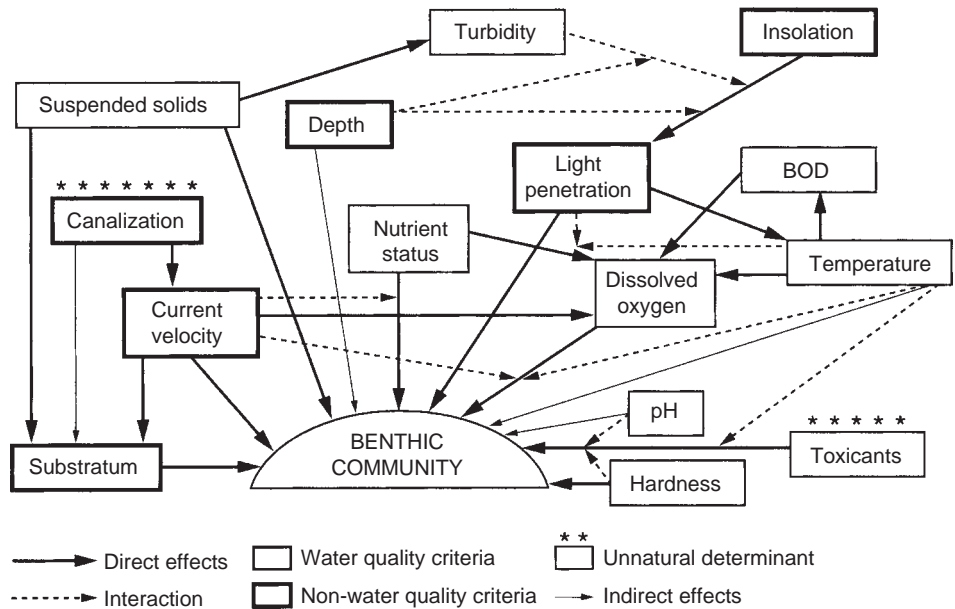 Turbidity
Insolation
Suspended solids
Depth
Light
penetration
BOD
* * * * * * *
Canalization
Nutrient
status
Temperature
Dissolved
oxygen
Current
velocity
pH
* * * * *
BENTHIC
COMMUNITY
Substratum
Toxicants
Hardness
* *
Direct effects
Water quality criteria
Unnatural determinant
Interaction
Non-water quality criteria
Indirect effects